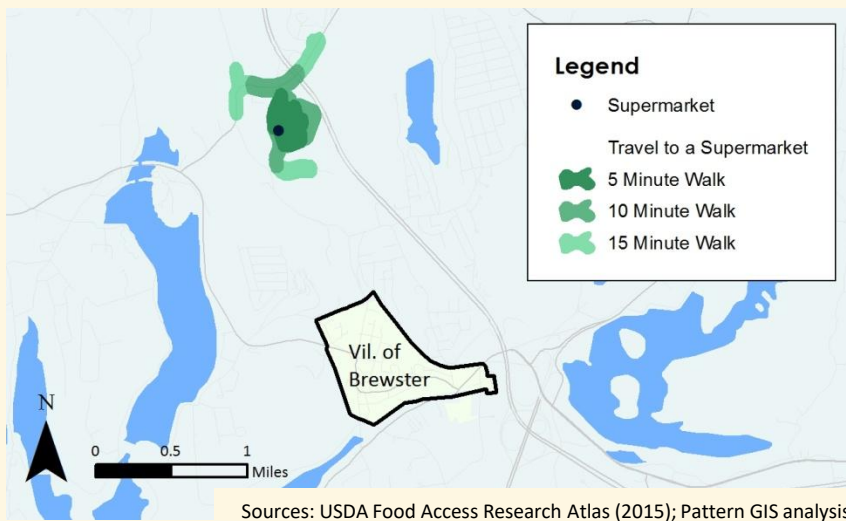 Legend
Supermarket
Travel to a Supermarket
5 Minute Walk
10 Minute Walk
15 Minute Walk
Vil. of
Brewster
N
0 0.5 1
Miles
Sources: USDA Food Access Research Atlas (2015); Pattern GIS analysis